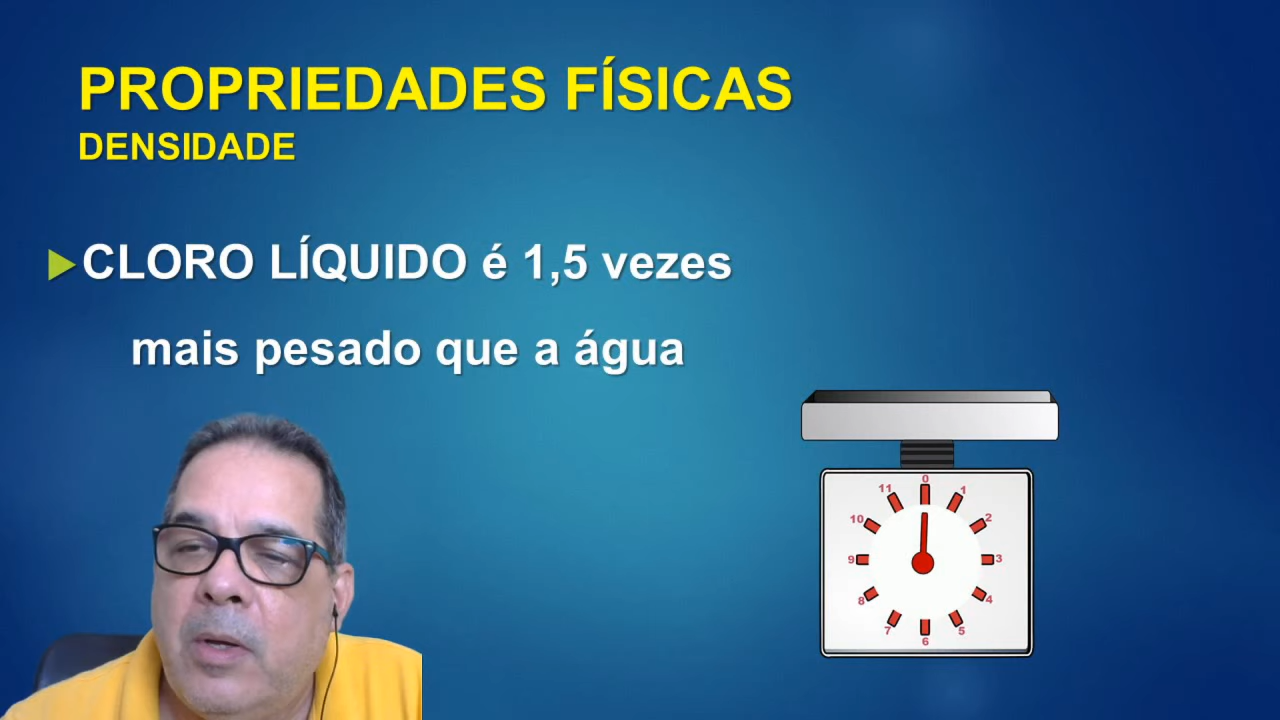 PROPRIEDADES FÍSICAS
DENSIDADE
CLORO LÍQUIDO é 1,5 vezes
mais pesado que a água
0
11 1
10 2
9 3
8 4
7 5
6